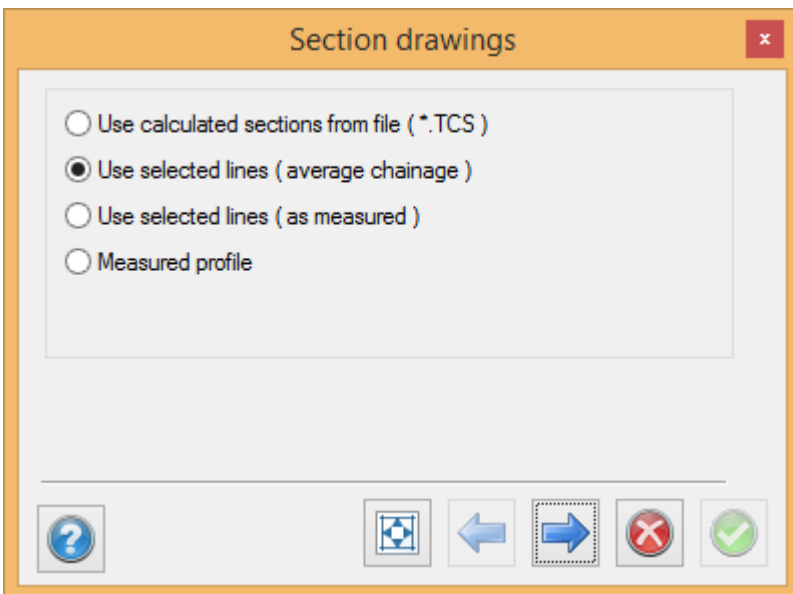 Section drawings
x
Use calculated sections from file ( *.TCS )
Use selected lines ( average chainage )
Use selected lines ( as measured )
Measured profile
?